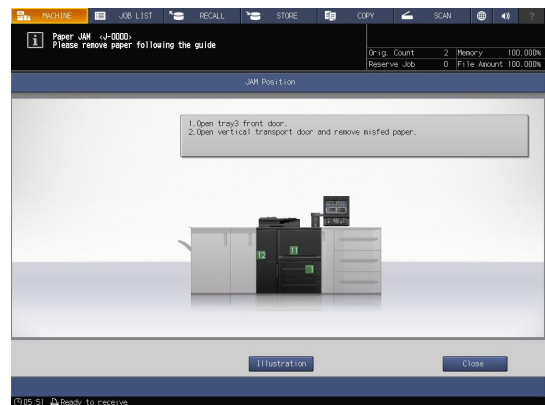 MACHINE JOB LIST RECALL STORE COPY SCAN ?
i Paper JAM <J-0000>
Please remove paper following the guide
Orig. Count 2 Memory 100.000%
Reserve Job 0 File Amount 100.000%
JAM Position
1.Open tray3 front door.
2.Open vertical transport door and remove misfed paper.
11
12
Illustration Close
05:51 Ready to receive